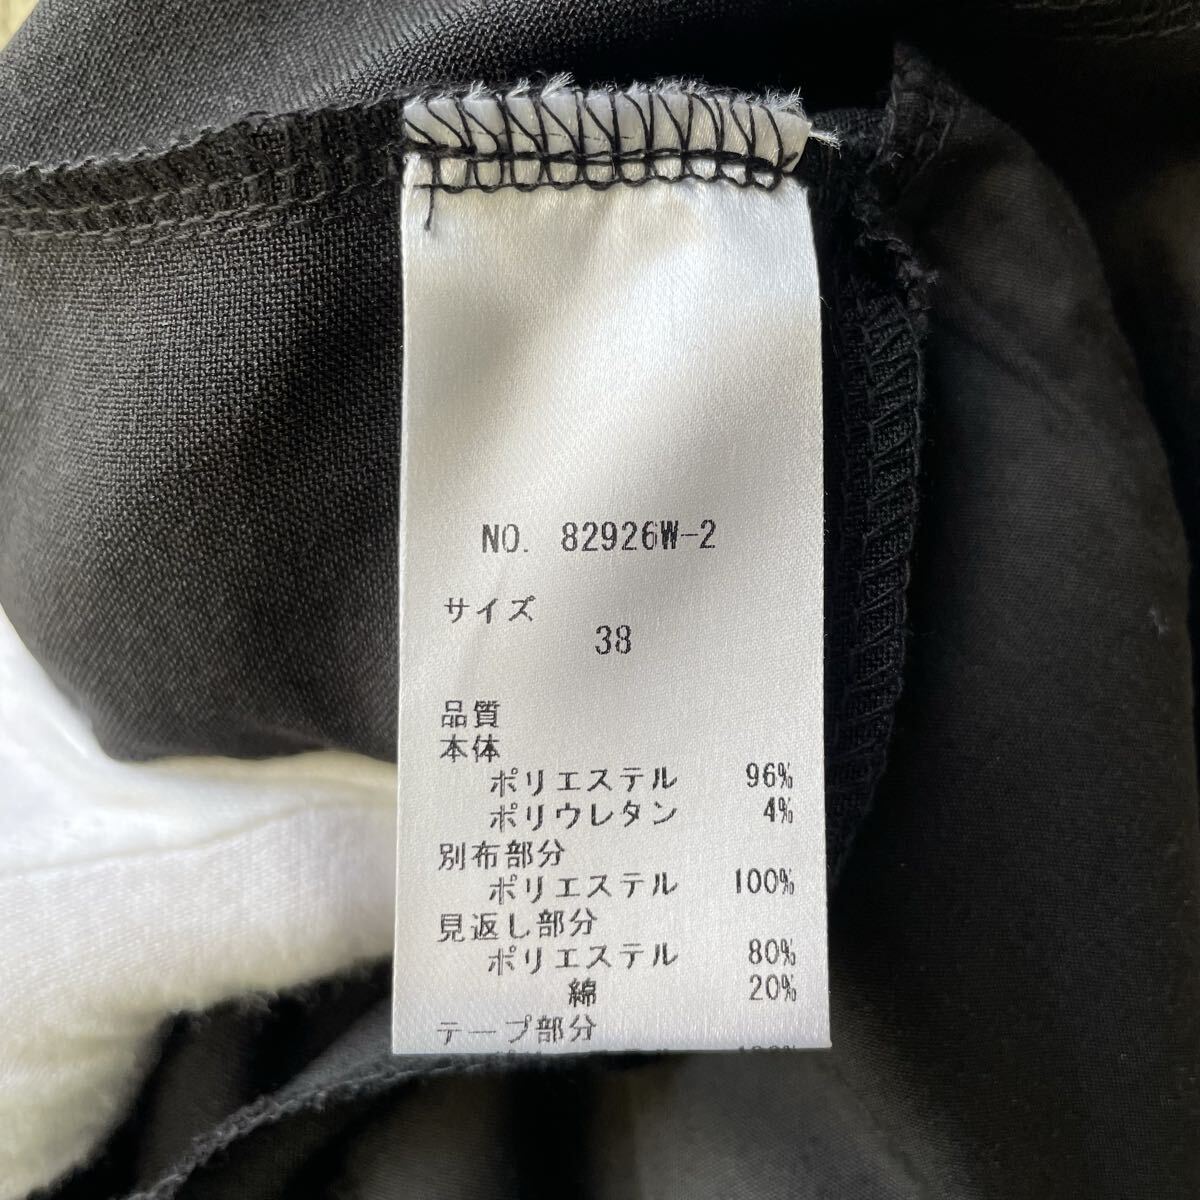 NO. 82926W-2
サイズ
38
品質
本体
ポリエステル 96%
ポリウレタン 4%
別布部分
ポリエステル 100%
見返し部分
ポリエステル 80%
綿 20%
テープ部分